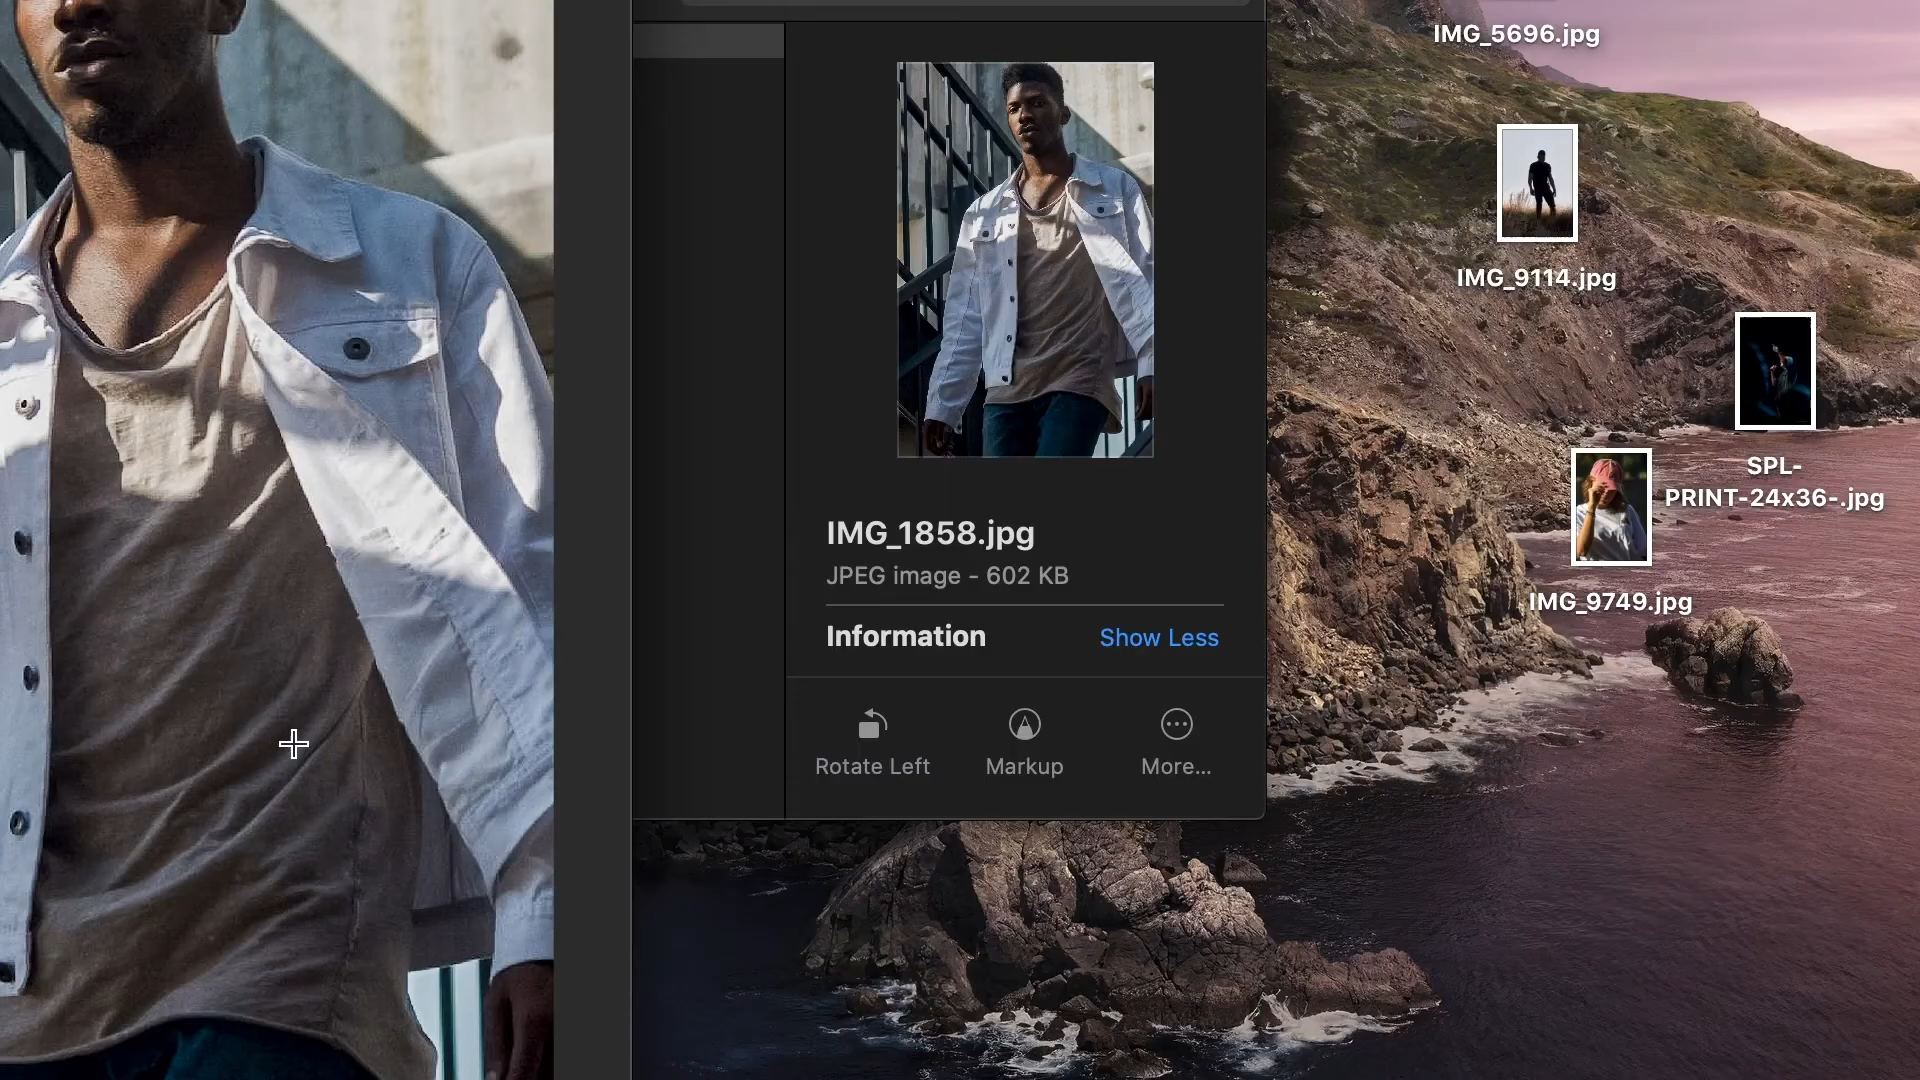 IMG_5696.jpg
IMG_9114.jpg
SPL-
PRINT-24x36-.jpg
IMG_9749.jpg
IMG_1858.jpg
JPEG image - 602 KB
Information
Show Less
Rotate Left
Markup
More...